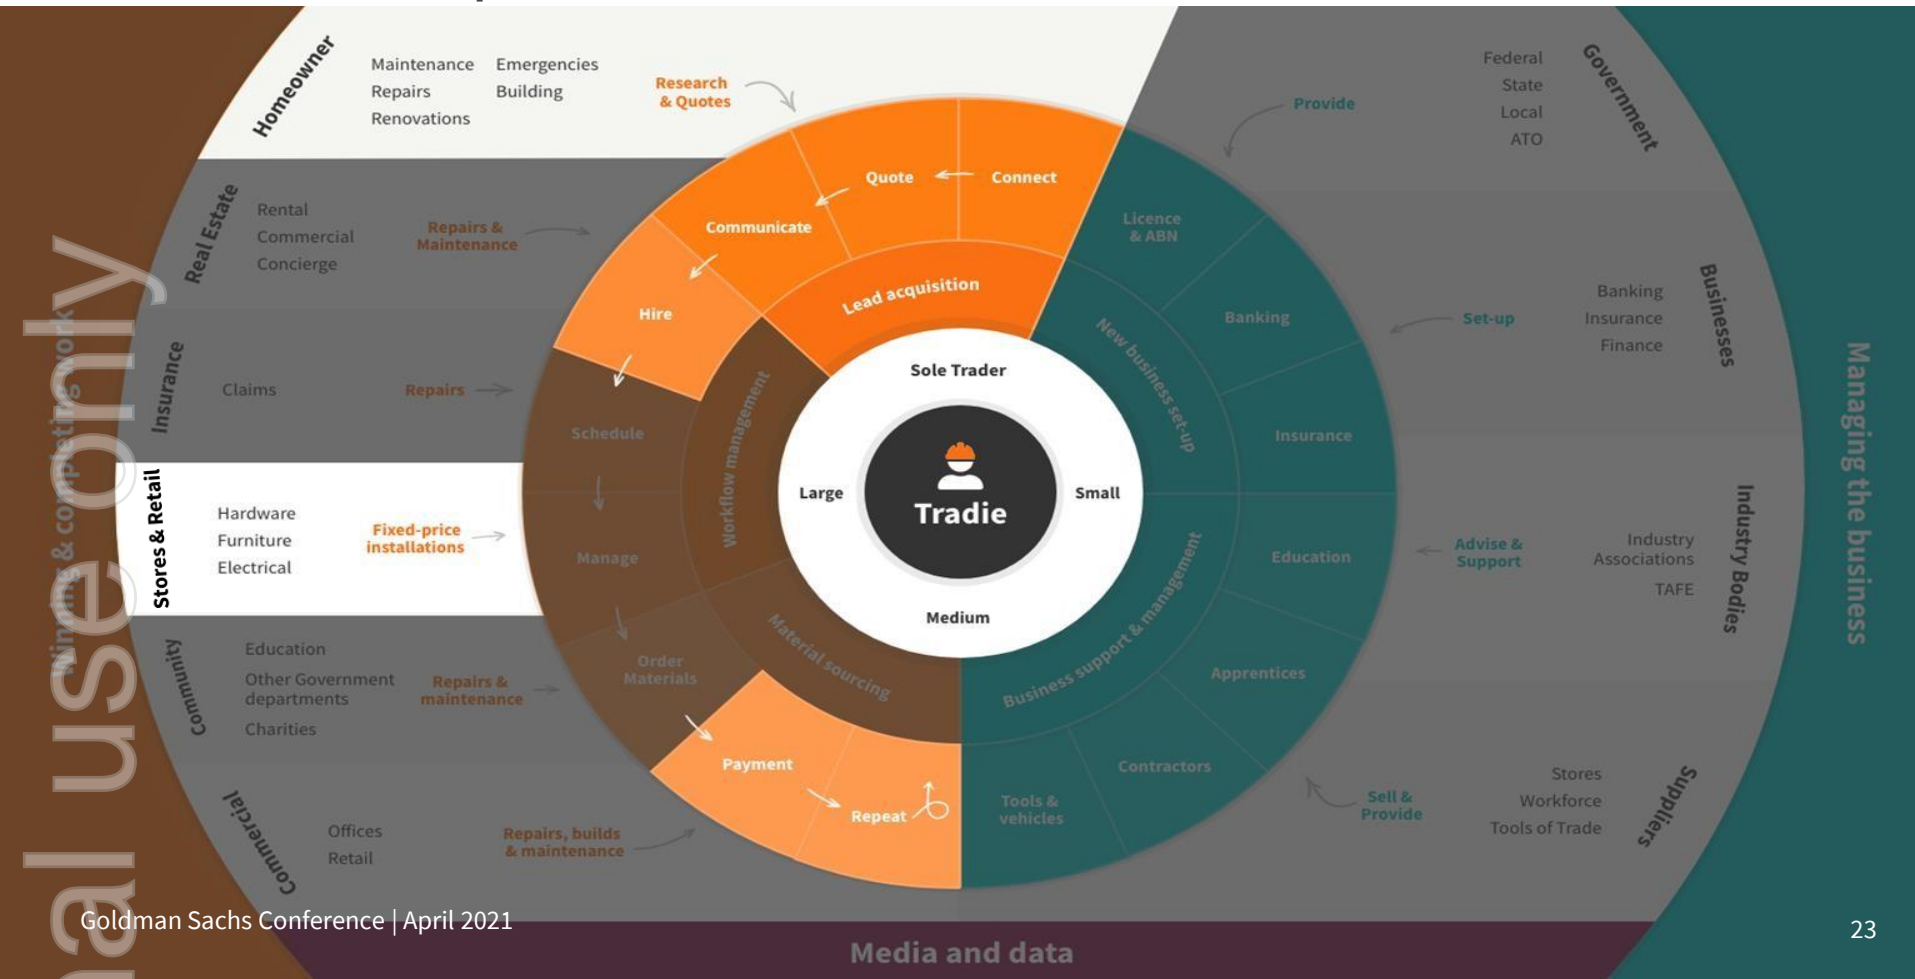 Homeowner
Maintenance
Repairs
Renovations
Emergencies
Building
Research
& Quotes
Real Estate
Rental
Commercial
Concierge
Repairs &
Maintenance
Insurance
Claims
Repairs
Stores & Retail
Hardware
Furniture
Electrical
Fixed-price
installations
Community
Education
Other Government
departments
Charities
Repairs &
maintenance
Commercial
Offices
Retail
Repairs, builds
& maintenance
Winning & completing work
Connect
Quote
Communicate
Hire
Schedule
Manage
Order
Materials
Payment
Repeat
Lead acquisition
Workflow management
Material sourcing
Sole Trader
Large
Small
Medium
Tradie
New business set-up
Business support & management
Licence
& ABN
Banking
Insurance
Education
Apprentices
Contractors
Tools &
vehicles
Provide
Federal
State
Local
ATO
Government
Set-up
Banking
Insurance
Finance
Businesses
Advise &
Support
Industry
Associations
TAFE
Industry Bodies
Sell &
Provide
Stores
Workforce
Tools of Trade
Suppliers
Managing the business
Media and data
Goldman Sachs Conference | April 2021
23
nal use only